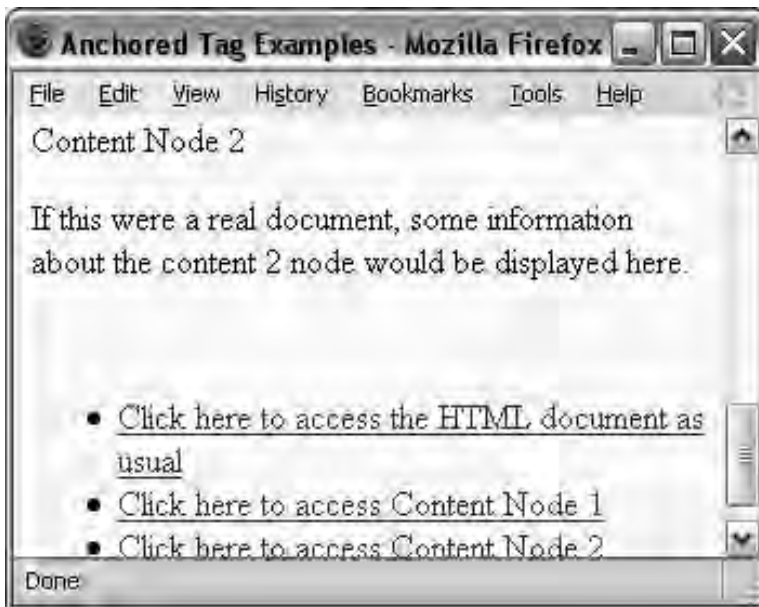 Anchored Tag Examples - Mozilla Firefox
File Edit View History Bookmarks Tools Help
Content Node 2
If this were a real document, some information
about the content 2 node would be displayed here.
Click here to access the HTML document as
usual
Click here to access Content Node 1
Click here to access Content Node 2
Done